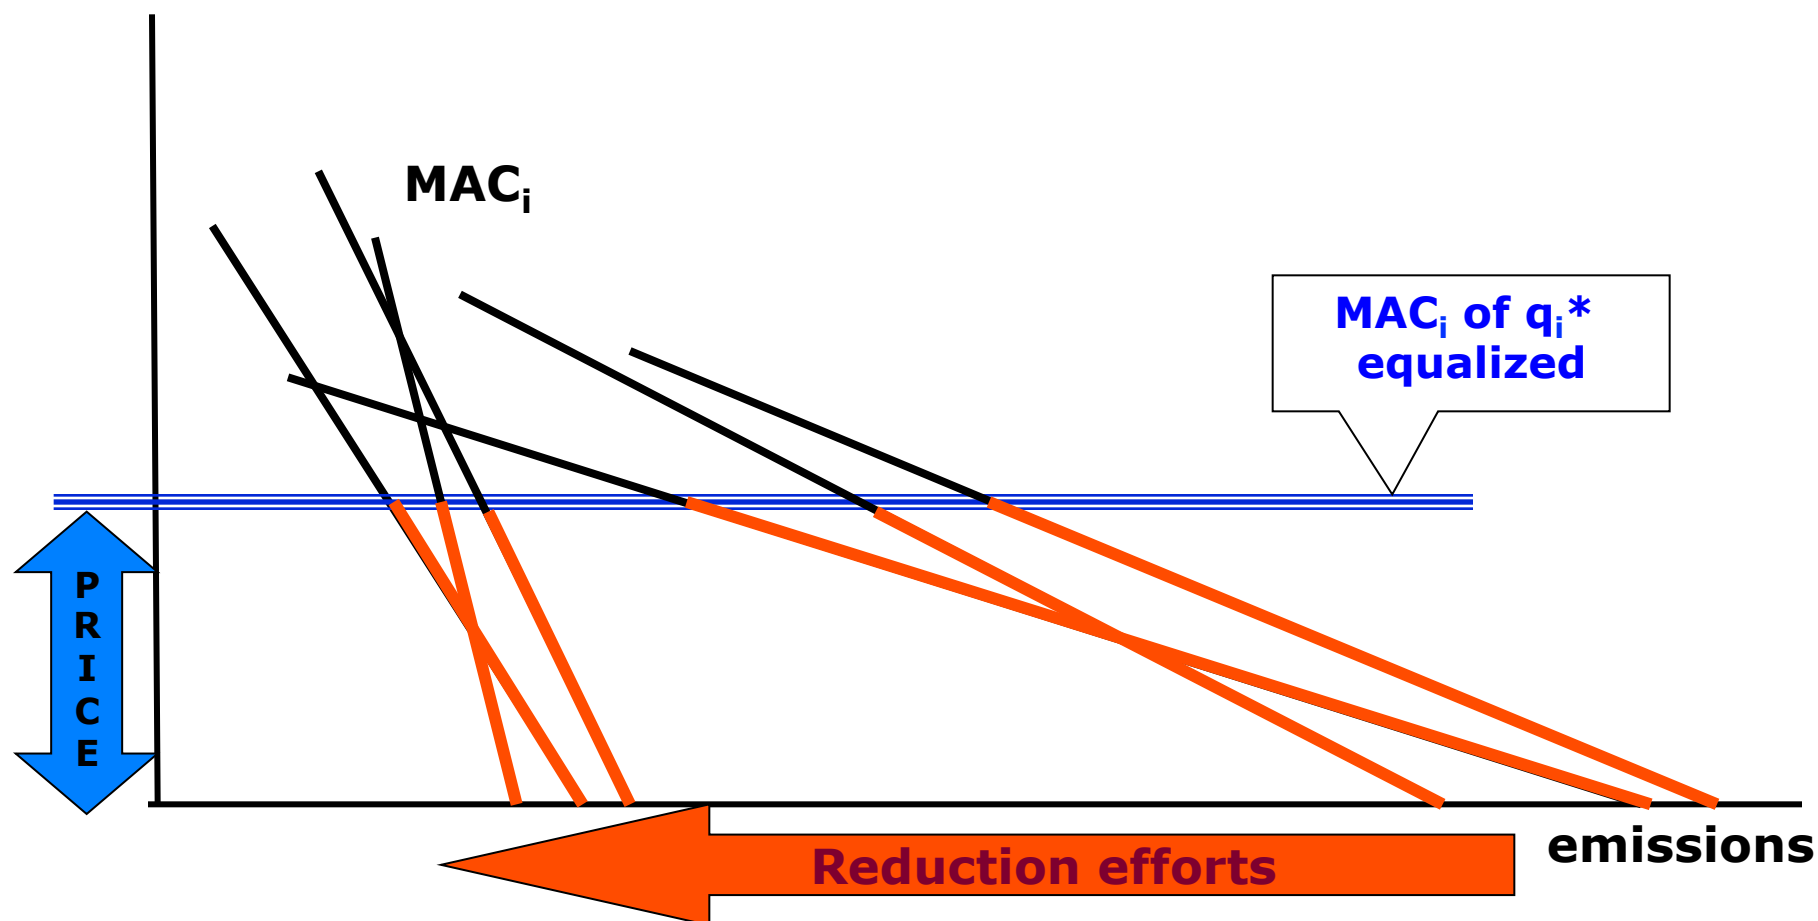 MACᵢ
MACᵢ of qᵢ*
equalized
P
R
I
C
E
emissions
Reduction efforts